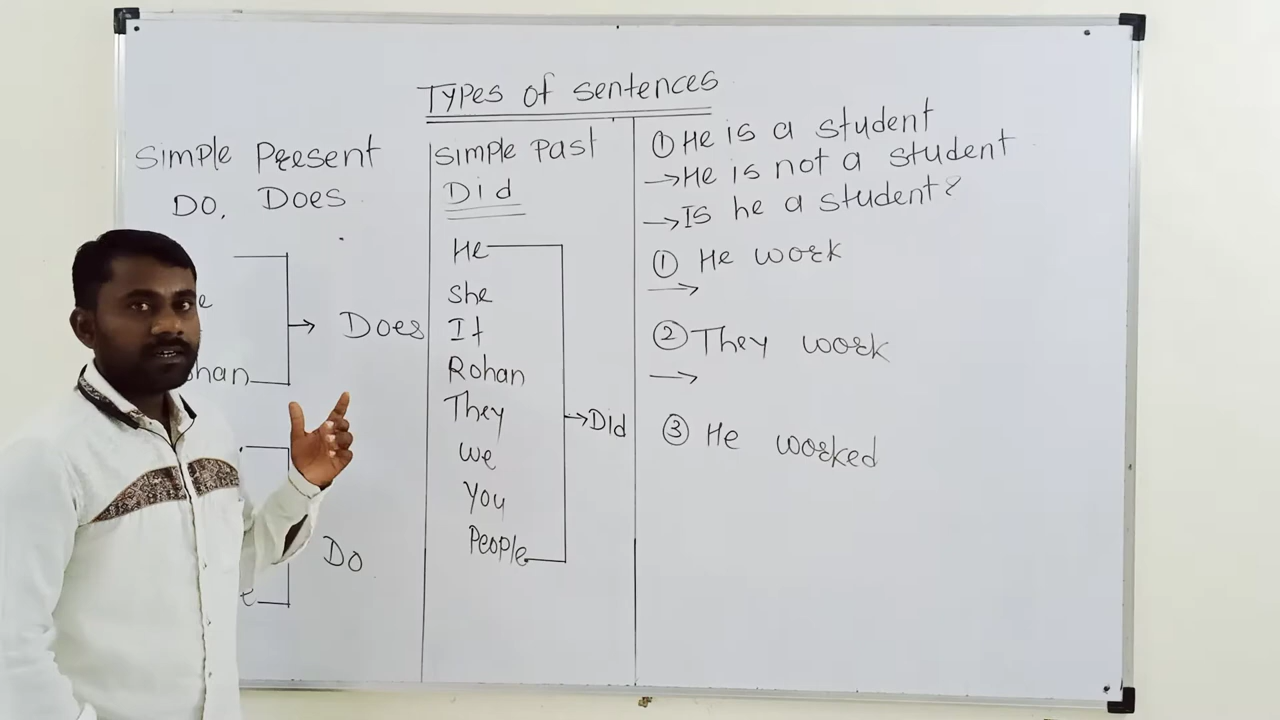 Types of sentences
Simple Present
Do, Does
Does
Do
Simple Past
Did
He
She
It
Rohan
They
We
You
People
Did
① He is a student
→ He is not a student
→ Is he a student?
① He work
→
② They work
→
③ He worked